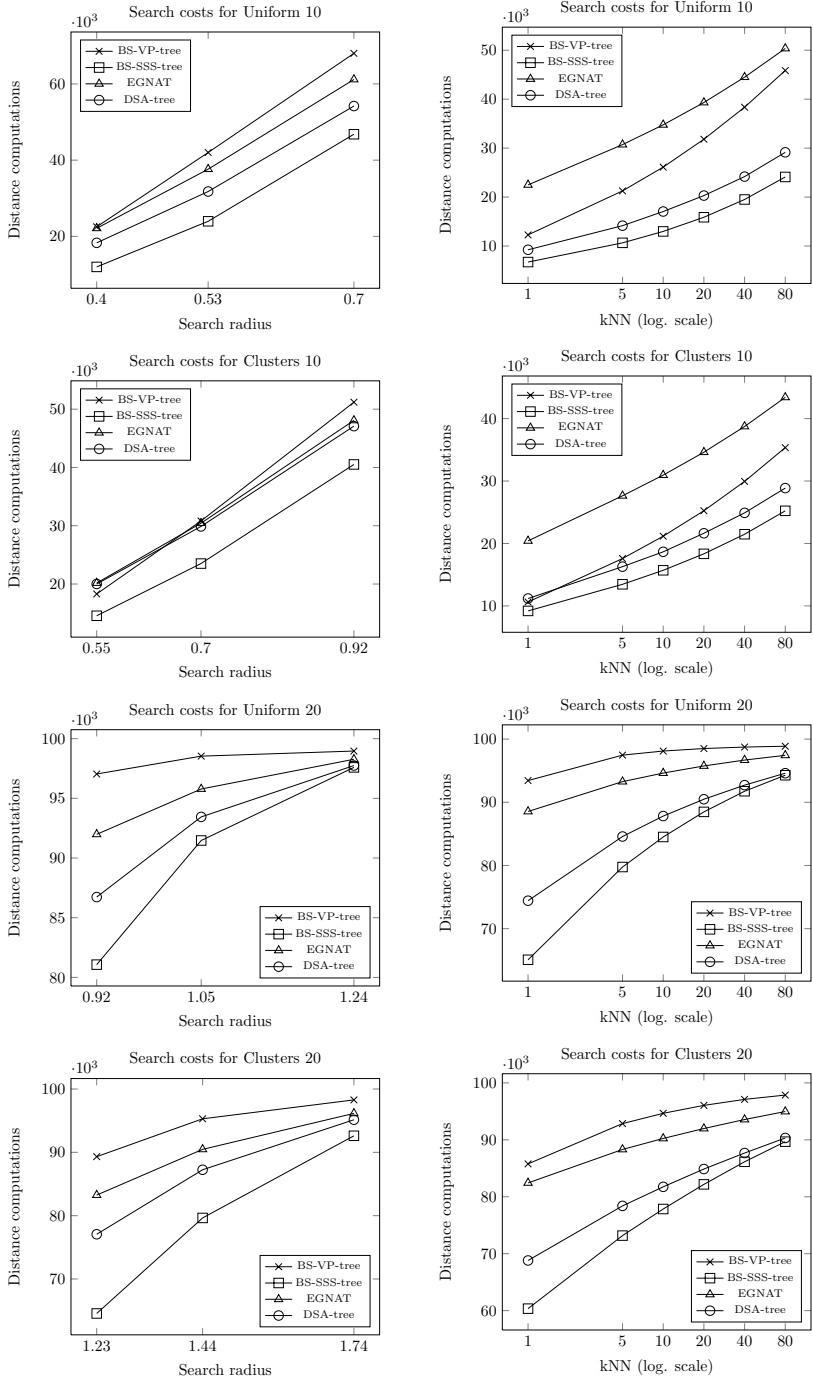 Search costs for Uniform 10
·10³
60
40
20
Distance computations
BS-VP-tree
BS-SSS-tree
EGNAT
DSA-tree
0.4 0.53 0.7
Search radius
Search costs for Uniform 10
·10³
50
40
30
20
10
Distance computations
BS-VP-tree
BS-SSS-tree
EGNAT
DSA-tree
1 5 10 20 40 80
kNN (log. scale)
Search costs for Clusters 10
·10³
50
40
30
20
Distance computations
BS-VP-tree
BS-SSS-tree
EGNAT
DSA-tree
0.55 0.7 0.92
Search radius
Search costs for Clusters 10
·10³
40
30
20
10
Distance computations
BS-VP-tree
BS-SSS-tree
EGNAT
DSA-tree
1 5 10 20 40 80
kNN (log. scale)
Search costs for Uniform 20
·10³
100
95
90
85
80
Distance computations
BS-VP-tree
BS-SSS-tree
EGNAT
DSA-tree
0.92 1.05 1.24
Search radius
Search costs for Uniform 20
·10³
100
90
80
70
Distance computations
BS-VP-tree
BS-SSS-tree
EGNAT
DSA-tree
1 5 10 20 40 80
kNN (log. scale)
Search costs for Clusters 20
·10³
100
90
80
70
Distance computations
BS-VP-tree
BS-SSS-tree
EGNAT
DSA-tree
1.23 1.44 1.74
Search radius
Search costs for Clusters 20
·10³
100
90
80
70
60
Distance computations
BS-VP-tree
BS-SSS-tree
EGNAT
DSA-tree
1 5 10 20 40 80
kNN (log. scale)